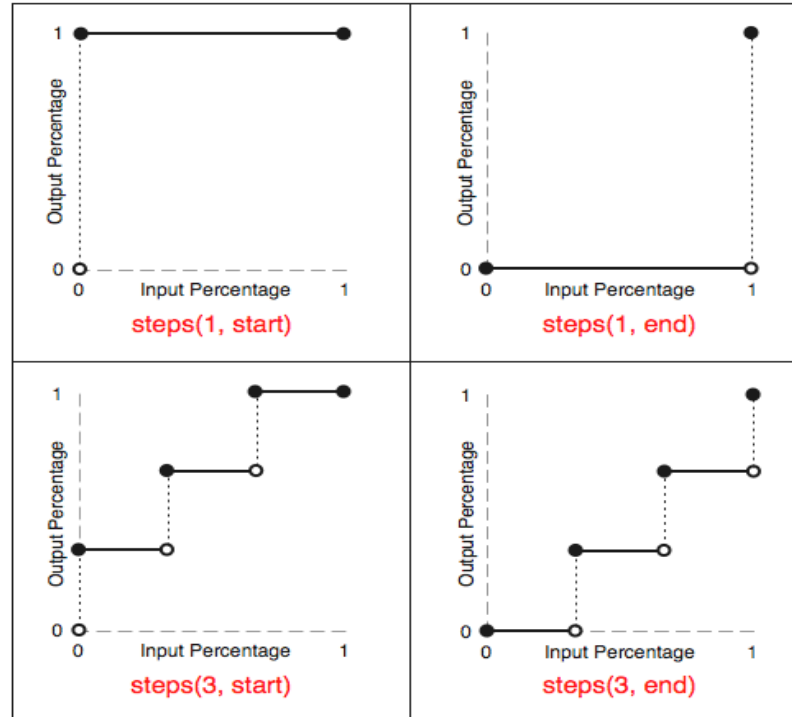 1
Output Percentage
0
0 Input Percentage 1
steps(1, start)
1
Output Percentage
0
0 Input Percentage 1
steps(1, end)
1
Output Percentage
0
0 Input Percentage 1
steps(3, start)
1
Output Percentage
0
0 Input Percentage 1
steps(3, end)